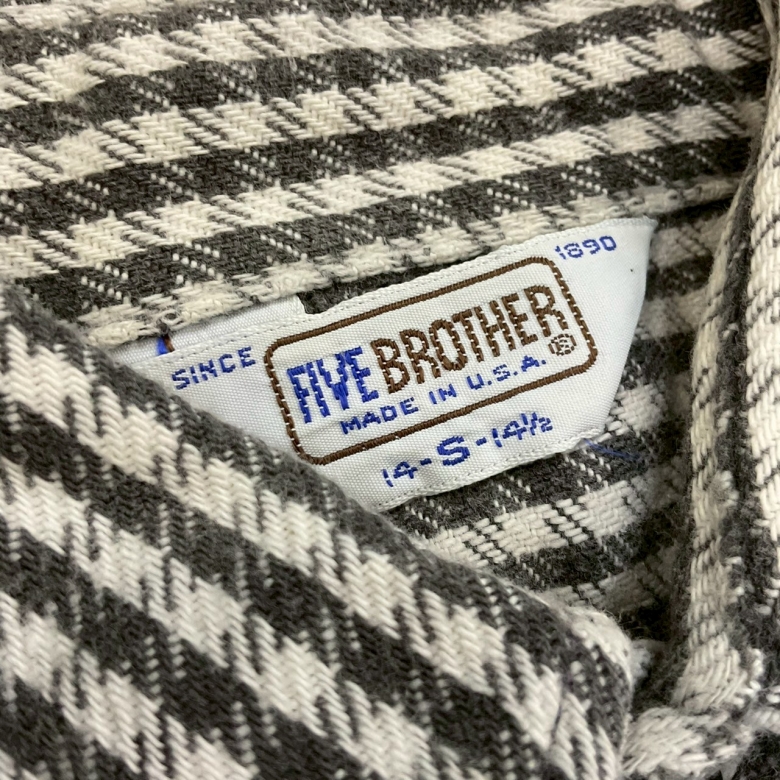 SINCE 1890
FIVE BROTHER
MADE IN U.S.A. ®
14-S-14½